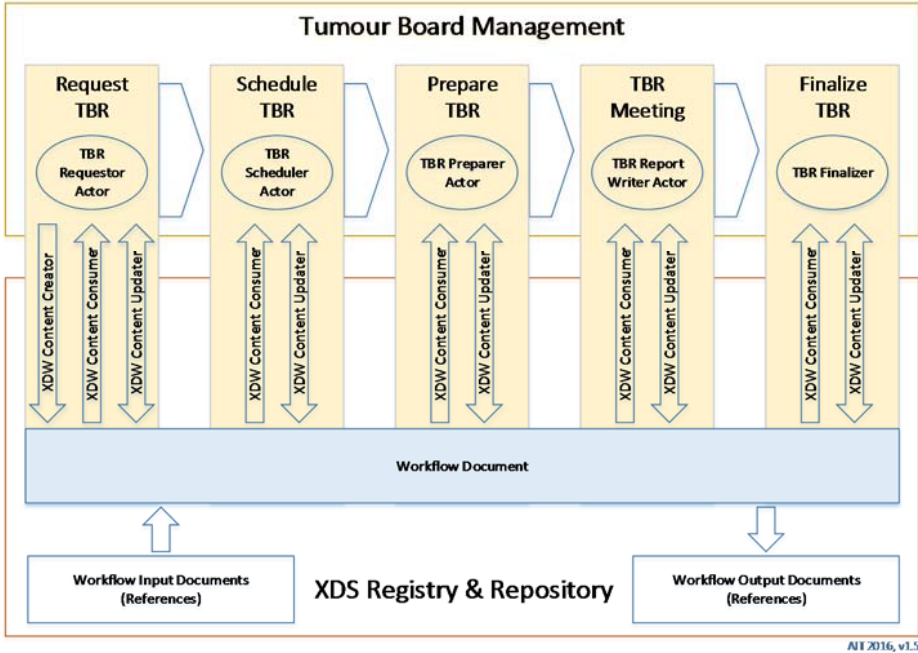 Tumour Board Management
Request
TBR
Schedule
TBR
Prepare
TBR
TBR
Meeting
Finalize
TBR
TBR
Requestor
Actor
TBR
Scheduler
Actor
TBR Preparer
Actor
TBR Report
Writer Actor
TBR Finalizer
XDW Content Creator
XDW Content Consumer
XDW Content Updater
XDW Content Consumer
XDW Content Updater
XDW Content Consumer
XDW Content Updater
XDW Content Consumer
XDW Content Updater
XDW Content Consumer
XDW Content Updater
Workflow Document
Workflow Input Documents
(References)
XDS Registry & Repository
Workflow Output Documents
(References)
AIT 2016, v1.5